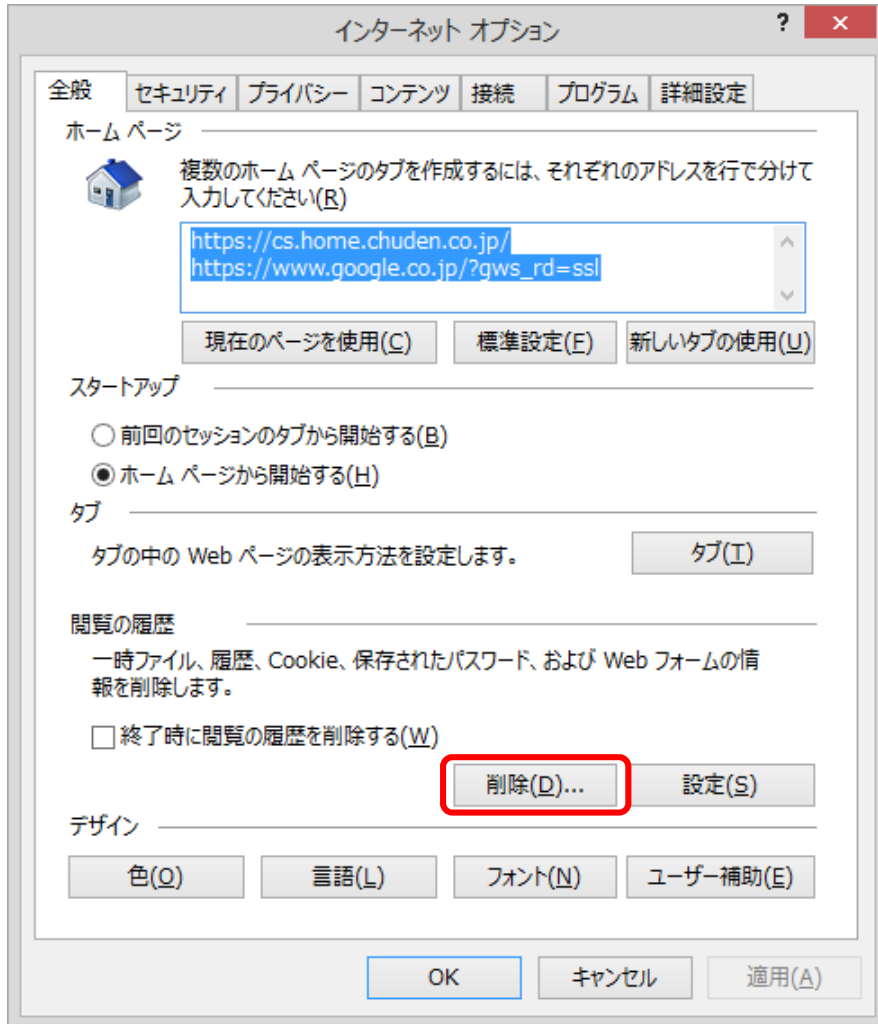 インターネット オプション
? ×
全般 セキュリティ プライバシー コンテンツ 接続 プログラム 詳細設定
ホーム ページ
複数のホーム ページのタブを作成するには、それぞれのアドレスを行で分けて
入力してください(R)
https://cs.home.chuden.co.jp/
https://www.google.co.jp/?gws_rd=ssl
現在のページを使用(C) 標準設定(F) 新しいタブの使用(U)
スタートアップ
前回のセッションのタブから開始する(B)
ホーム ページから開始する(H)
タブ
タブの中の Web ページの表示方法を設定します。 タブ(T)
閲覧の履歴
一時ファイル、履歴、Cookie、保存されたパスワード、および Web フォームの情
報を削除します。
終了時に閲覧の履歴を削除する(W)
削除(D)... 設定(S)
デザイン
色(O) 言語(L) フォント(N) ユーザー補助(E)
OK キャンセル 適用(A)